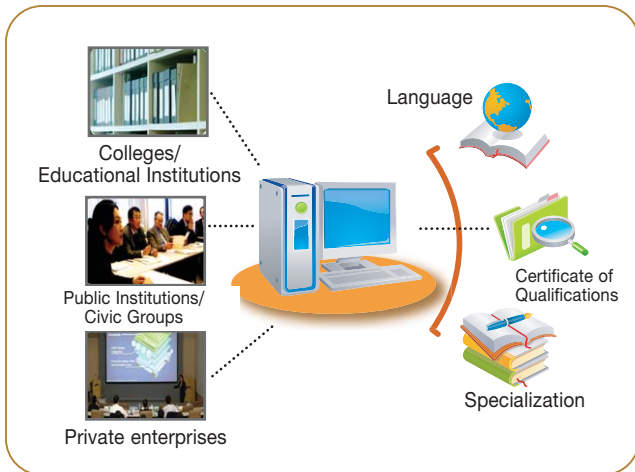 Colleges/
Educational Institutions
Public Institutions/
Civic Groups
Private enterprises
Language
Certificate of
Qualifications
Specialization